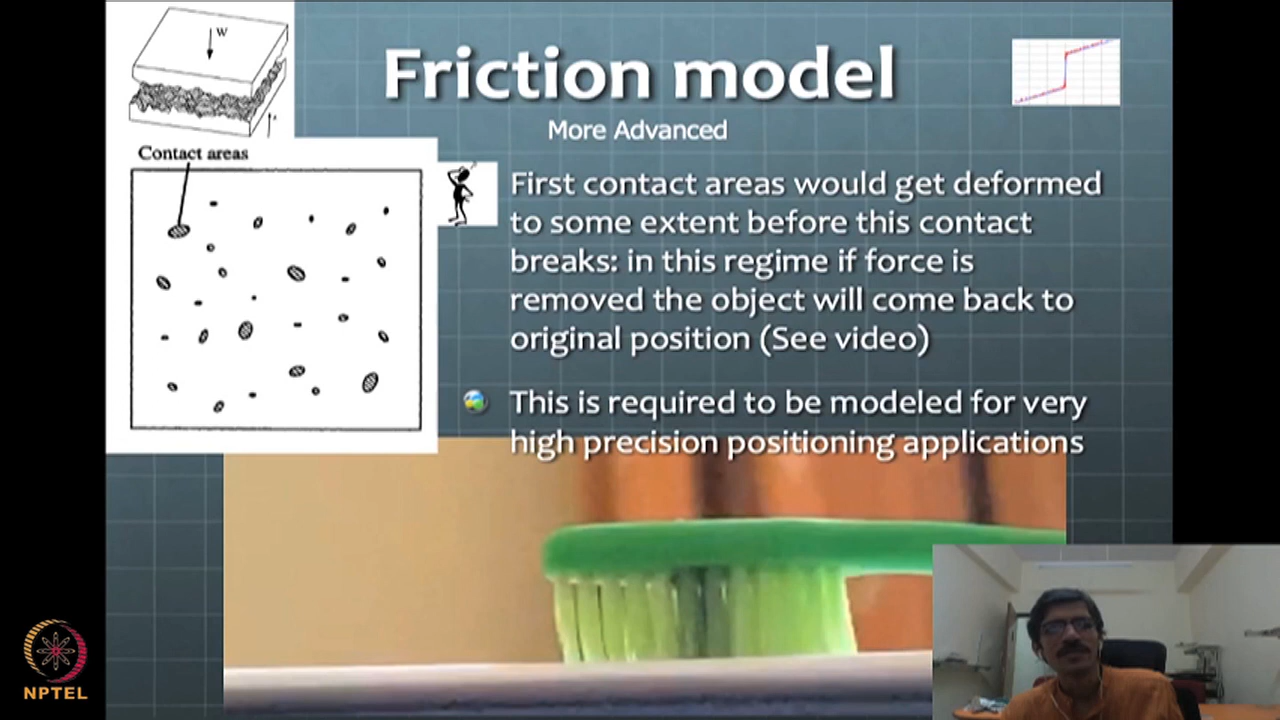 W
Friction model
More Advanced
Contact areas
First contact areas would get deformed
to some extent before this contact
breaks: in this regime if force is
removed the object will come back to
original position (See video)
This is required to be modeled for very
high precision positioning applications
NPTEL